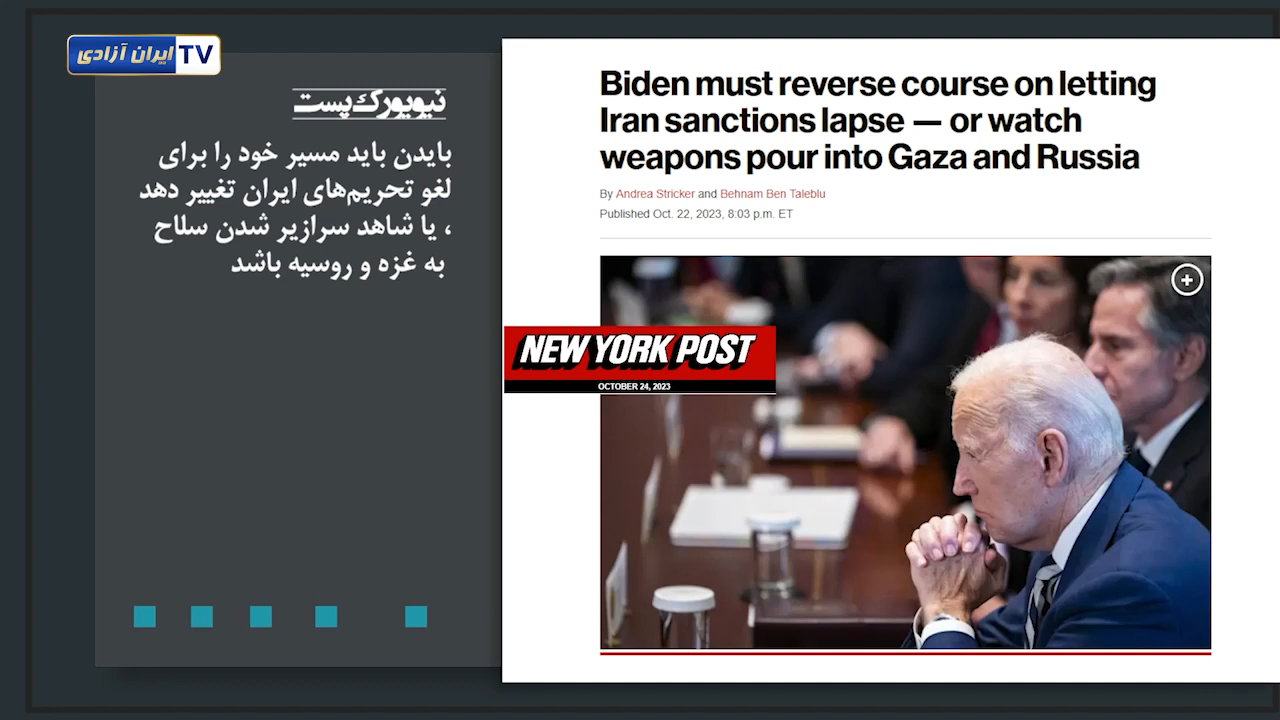 ایران آزادی TV
نیویورک پست
بایدن باید مسیر خود را برای
لغو تحریم‌های ایران تغییر دهد
، یا شاهد سرازیر شدن سلاح
به غزه و روسیه باشد
Biden must reverse course on letting
Iran sanctions lapse — or watch
weapons pour into Gaza and Russia
By Andrea Stricker and Behnam Ben Taleblu
Published Oct. 22, 2023, 8:03 p.m. ET
NEW YORK POST
OCTOBER 24, 2023